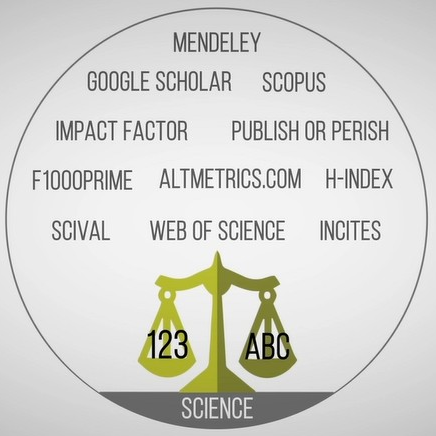 MENDELEY
GOOGLE SCHOLAR SCOPUS
IMPACT FACTOR PUBLISH OR PERISH
F1000PRIME ALTMETRICS.COM H-INDEX
SCIVAL WEB OF SCIENCE INCITES
123 ABC
SCIENCE